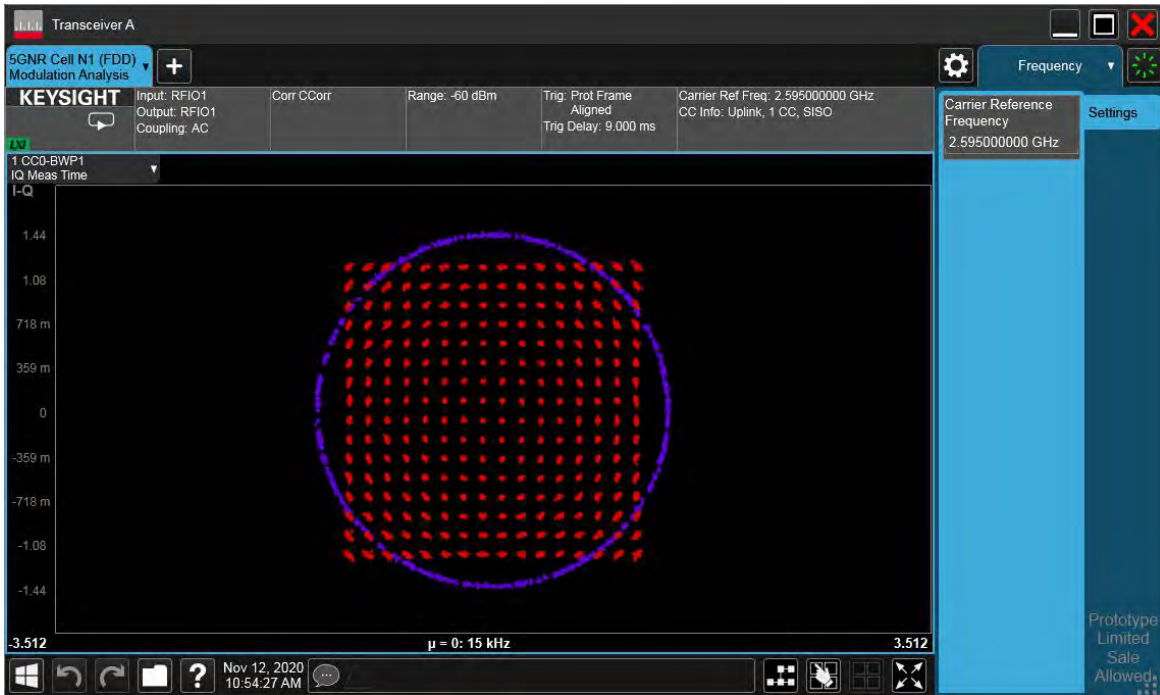 Transceiver A
5GNR Cell N1 (FDD)
Modulation Analysis
+
Frequency
KEYSIGHT
LXI
Input: RFIO1
Output: RFIO1
Coupling: AC
Corr CCorr
Range: -60 dBm
Trig: Prot Frame
Aligned
Trig Delay: 9.000 ms
Carrier Ref Freq: 2.595000000 GHz
CC Info: Uplink, 1 CC, SISO
Carrier Reference
Frequency
2.595000000 GHz
Settings
1 CC0-BWP1
IQ Meas Time
I-Q
1.44
1.08
718 m
359 m
0
-359 m
-718 m
-1.08
-1.44
-3.512
μ = 0: 15 kHz
3.512
Prototype
Limited
Sale
Allowed
?
Nov 12, 2020
10:54:27 AM